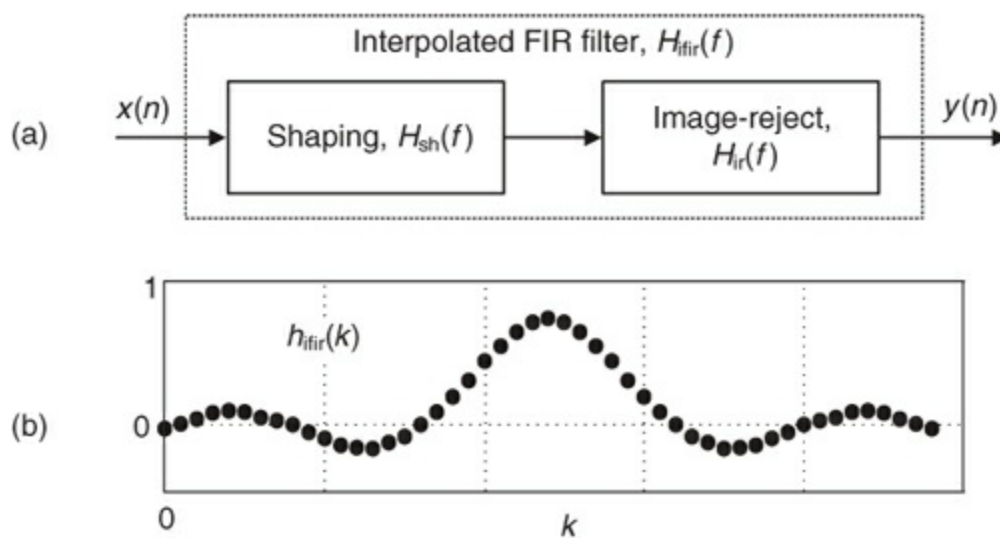 Interpolated FIR filter, Hifir(f)
(a)
x(n)
Shaping, Hsh(f)
Image-reject,
Hir(f)
y(n)
(b)
1
hifir(k)
0
0
k